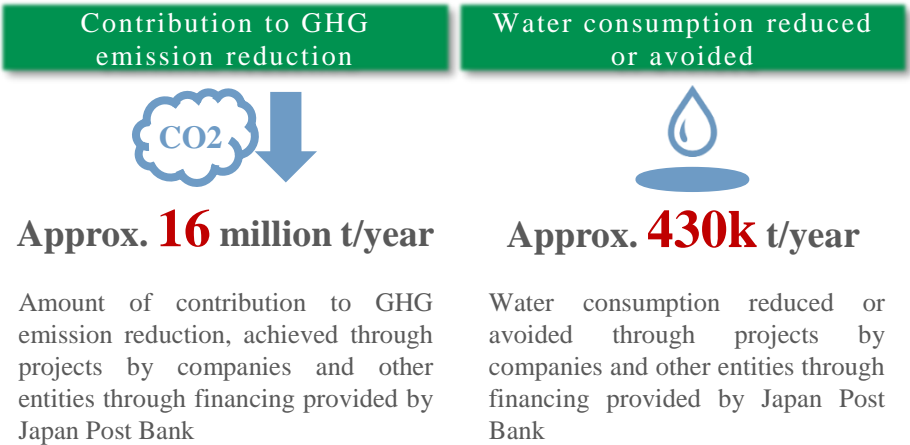 Contribution to GHG
emission reduction
CO2
Approx. 16 million t/year
Amount of contribution to GHG
emission reduction, achieved through
projects by companies and other
entities through financing provided by
Japan Post Bank
Water consumption reduced
or avoided
Approx. 430k t/year
Water consumption reduced or
avoided through projects by
companies and other entities through
financing provided by Japan Post
Bank